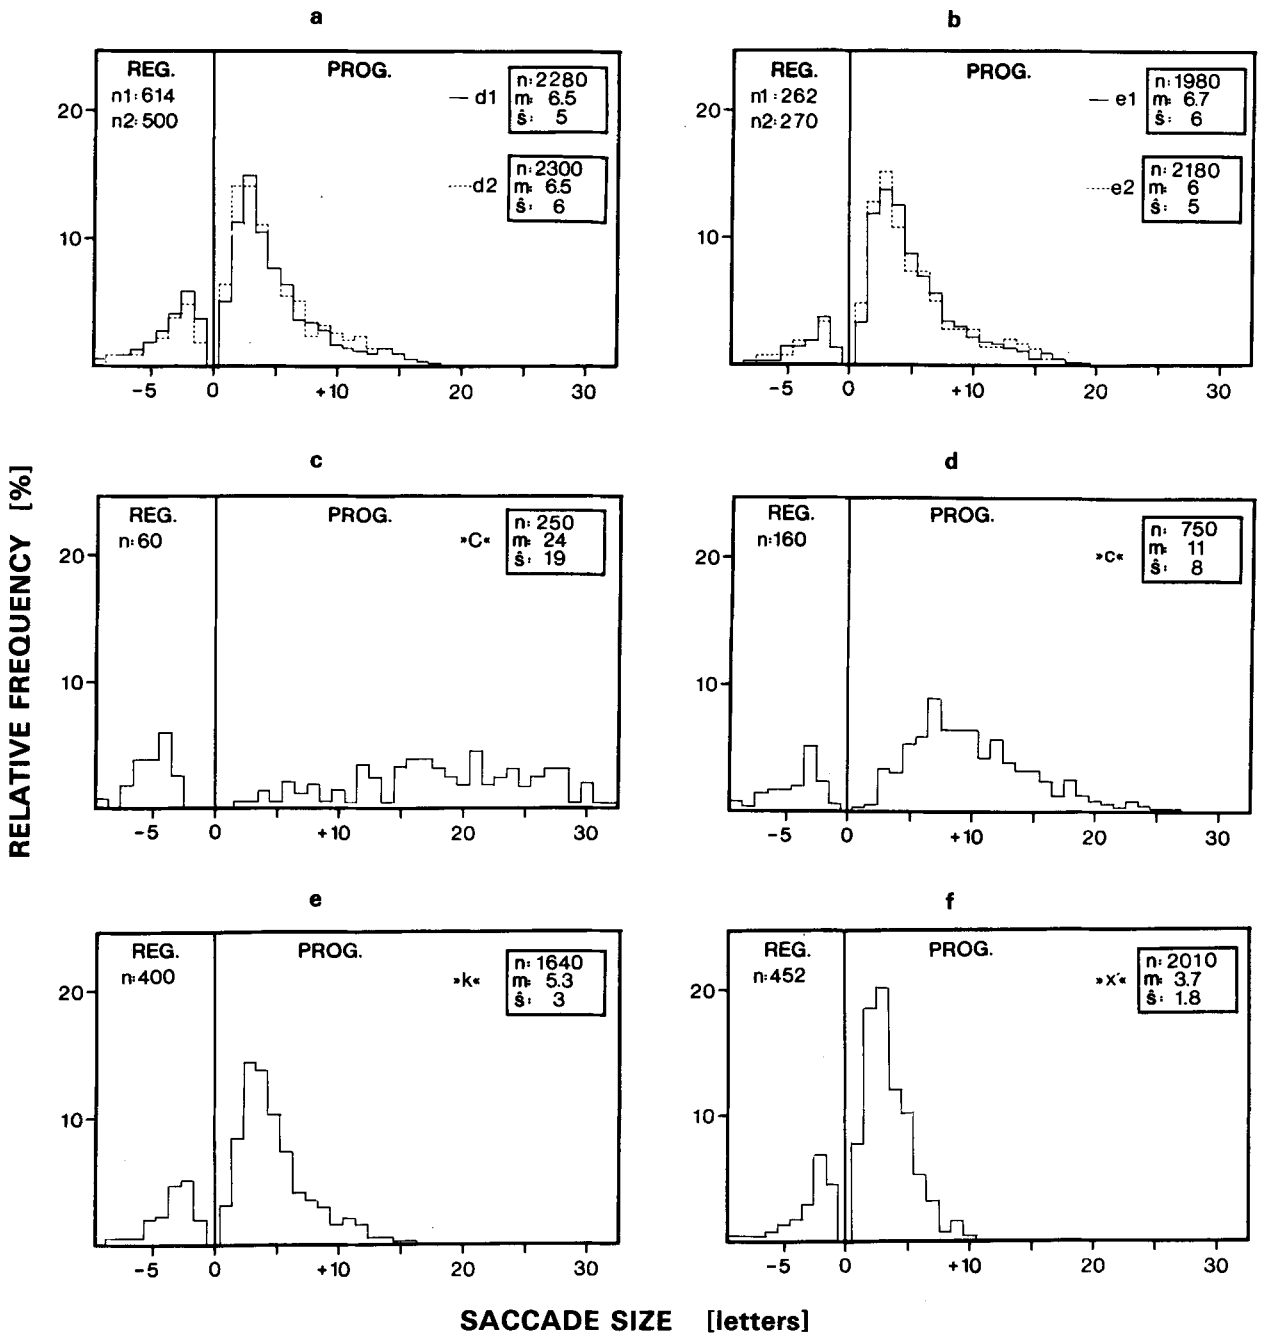 a
REG.
n1:614
n2:500
PROG.
d1
n:2280
m: 6.5
ŝ: 5
d2
n:2300
m: 6.5
ŝ: 6
20
10
-5 0 +10 20 30
b
REG.
n1:262
n2:270
PROG.
e1
n:1980
m: 6.7
ŝ: 6
e2
n:2180
m: 6
ŝ: 5
20
10
-5 0 +10 20 30
RELATIVE FREQUENCY [%]
c
REG.
n:60
PROG.
»C«
n:250
m: 24
ŝ: 19
20
10
-5 0 +10 20 30
d
REG.
n:160
PROG.
»c«
n: 750
m: 11
ŝ: 8
20
10
-5 0 +10 20 30
e
REG.
n:400
PROG.
»k«
n:1640
m: 5.3
ŝ: 3
20
10
-5 0 +10 20 30
f
REG.
n:452
PROG.
»x«
n:2010
m: 3.7
ŝ: 1.8
20
10
-5 0 +10 20 30
SACCADE SIZE [letters]